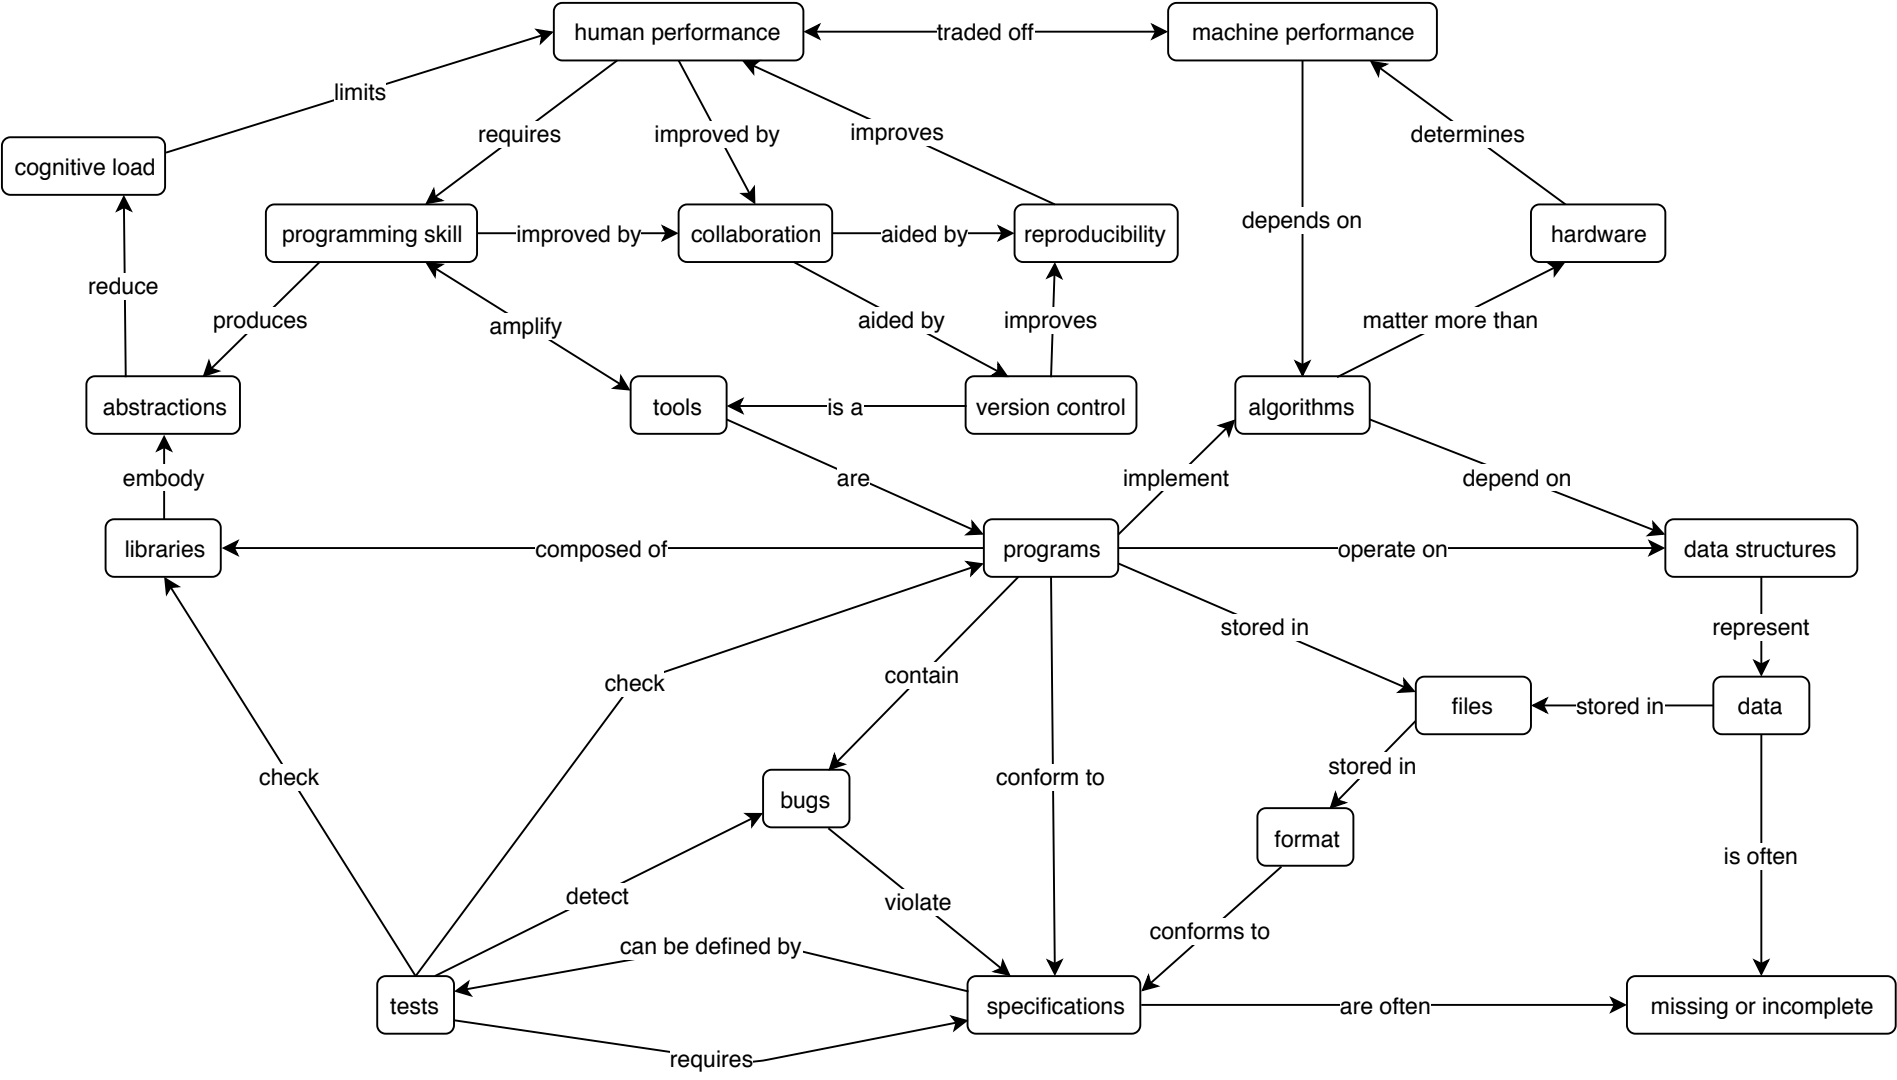 human performance
traded off
machine performance
limits
requires
improved by
improves
determines
cognitive load
depends on
programming skill
improved by
collaboration
aided by
reproducibility
hardware
reduce
produces
amplify
aided by
improves
matter more than
abstractions
tools
is a
version control
algorithms
embody
are
implement
depend on
libraries
composed of
programs
operate on
data structures
stored in
represent
check
contain
files
stored in
data
check
conform to
stored in
bugs
format
is often
detect
violate
conforms to
can be defined by
tests
specifications
are often
missing or incomplete
requires